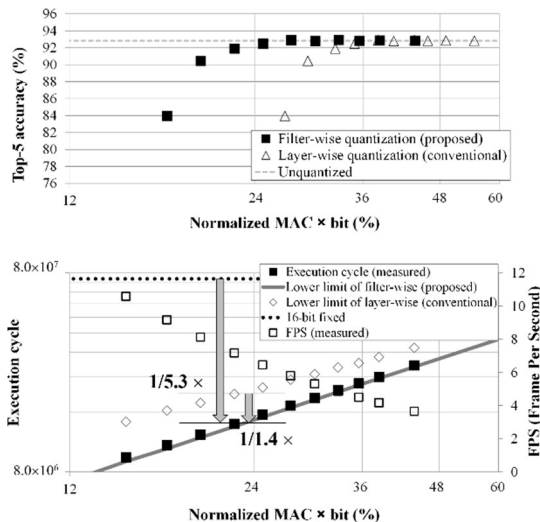 96
94
92
90
88
86
84
82
80
78
76
Top-5 accuracy (%)
Filter-wise quantization (proposed)
Layer-wise quantization (conventional)
Unquantized
12 24 36 48 60
Normalized MAC × bit (%)
8.0×10⁷
Execution cycle
8.0×10⁶
Execution cycle (measured)
Lower limit of filter-wise (proposed)
Lower limit of layer-wise (conventional)
16-bit fixed
FPS (measured)
1/5.3 ×
1/1.4 ×
12
10
8
6
4
2
0
FPS (Frame Per Second)
12 24 36 48 60
Normalized MAC × bit (%)